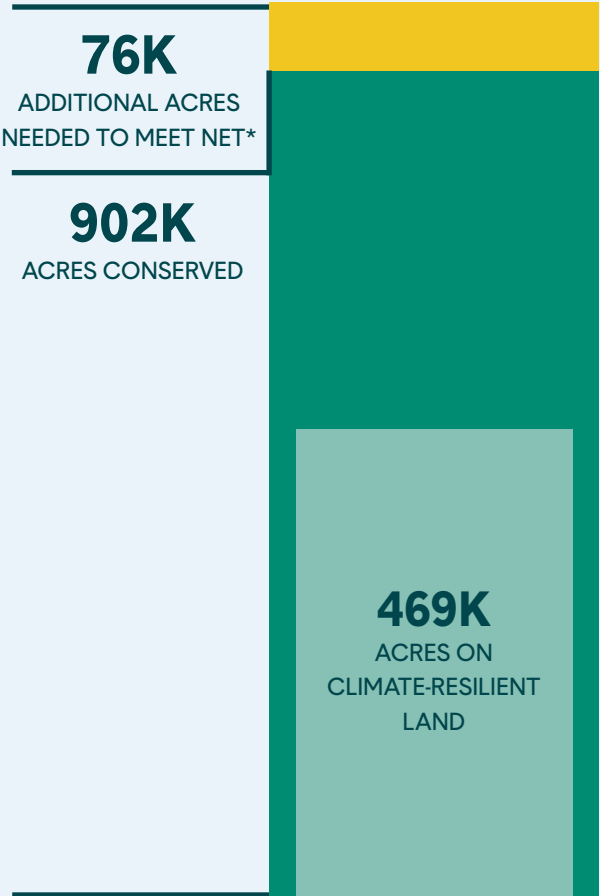 76K
ADDITIONAL ACRES
NEEDED TO MEET NET*
902K
ACRES CONSERVED
469K
ACRES ON
CLIMATE-RESILIENT
LAND